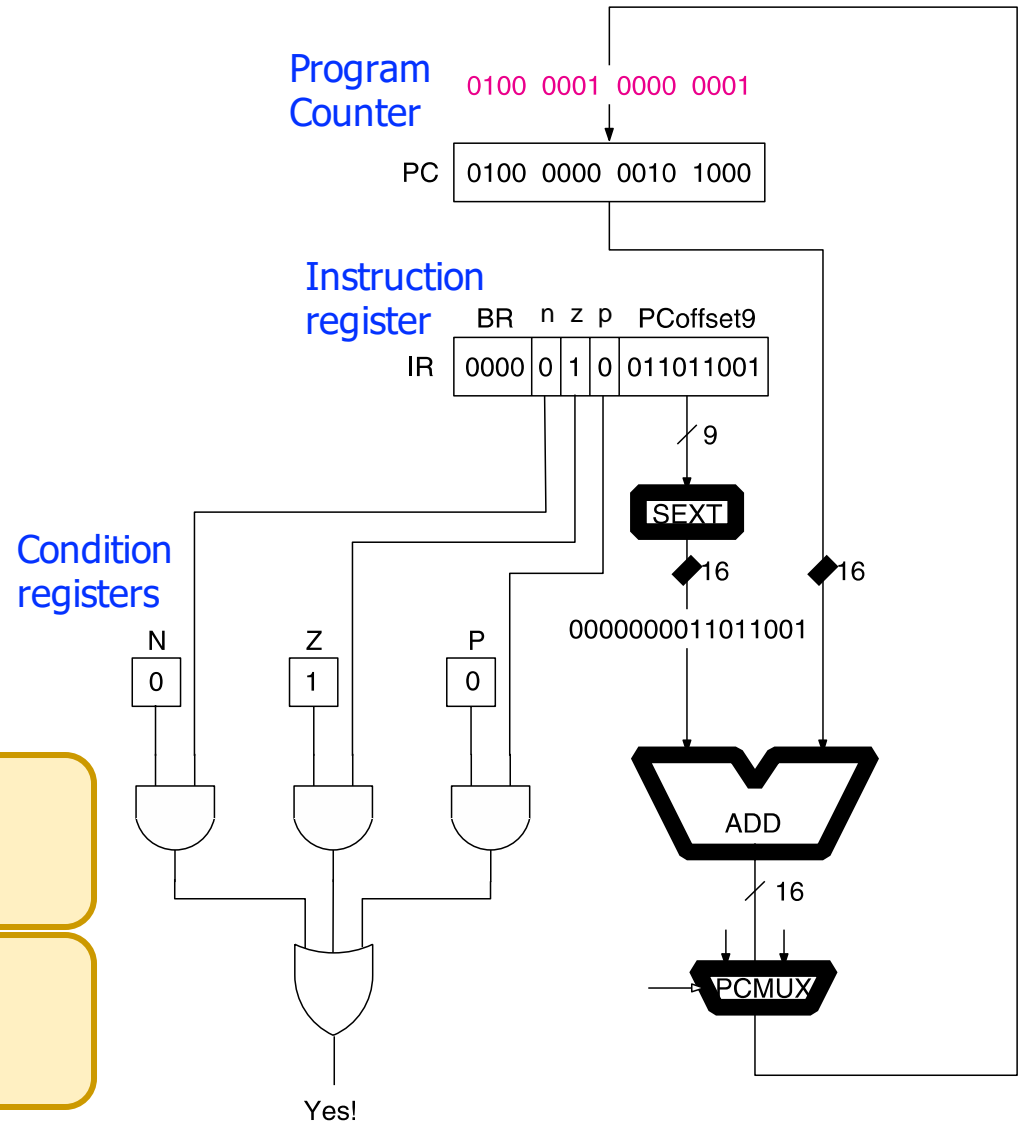 Program
Counter
0100 0001 0000 0001
PC
0100 0000 0010 1000
Instruction
register
BR n z p PCoffset9
IR
0000 0 1 0 011011001
9
SEXT
16 16
0000000011011001
Condition
registers
N Z P
0 1 0
ADD
16
PCMUX
Yes!